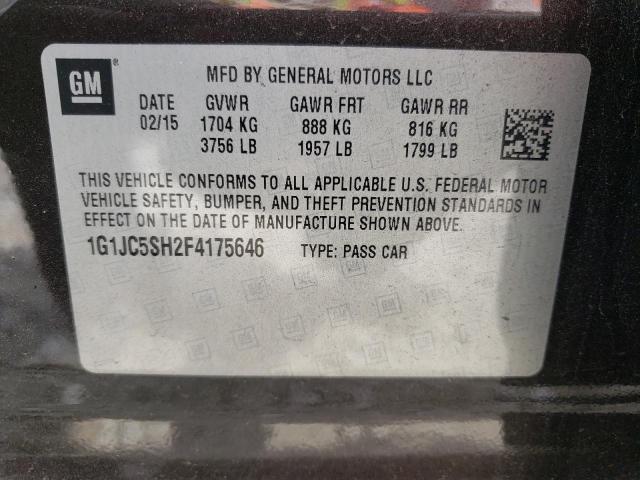 GM ®
MFD BY GENERAL MOTORS LLC
DATE GVWR GAWR FRT GAWR RR
02/15 1704 KG 888 KG 816 KG
3756 LB 1957 LB 1799 LB
THIS VEHICLE CONFORMS TO ALL APPLICABLE U.S. FEDERAL MOTOR
VEHICLE SAFETY, BUMPER, AND THEFT PREVENTION STANDARDS IN
EFFECT ON THE DATE OF MANUFACTURE SHOWN ABOVE.
1G1JC5SH2F4175646 TYPE: PASS CAR